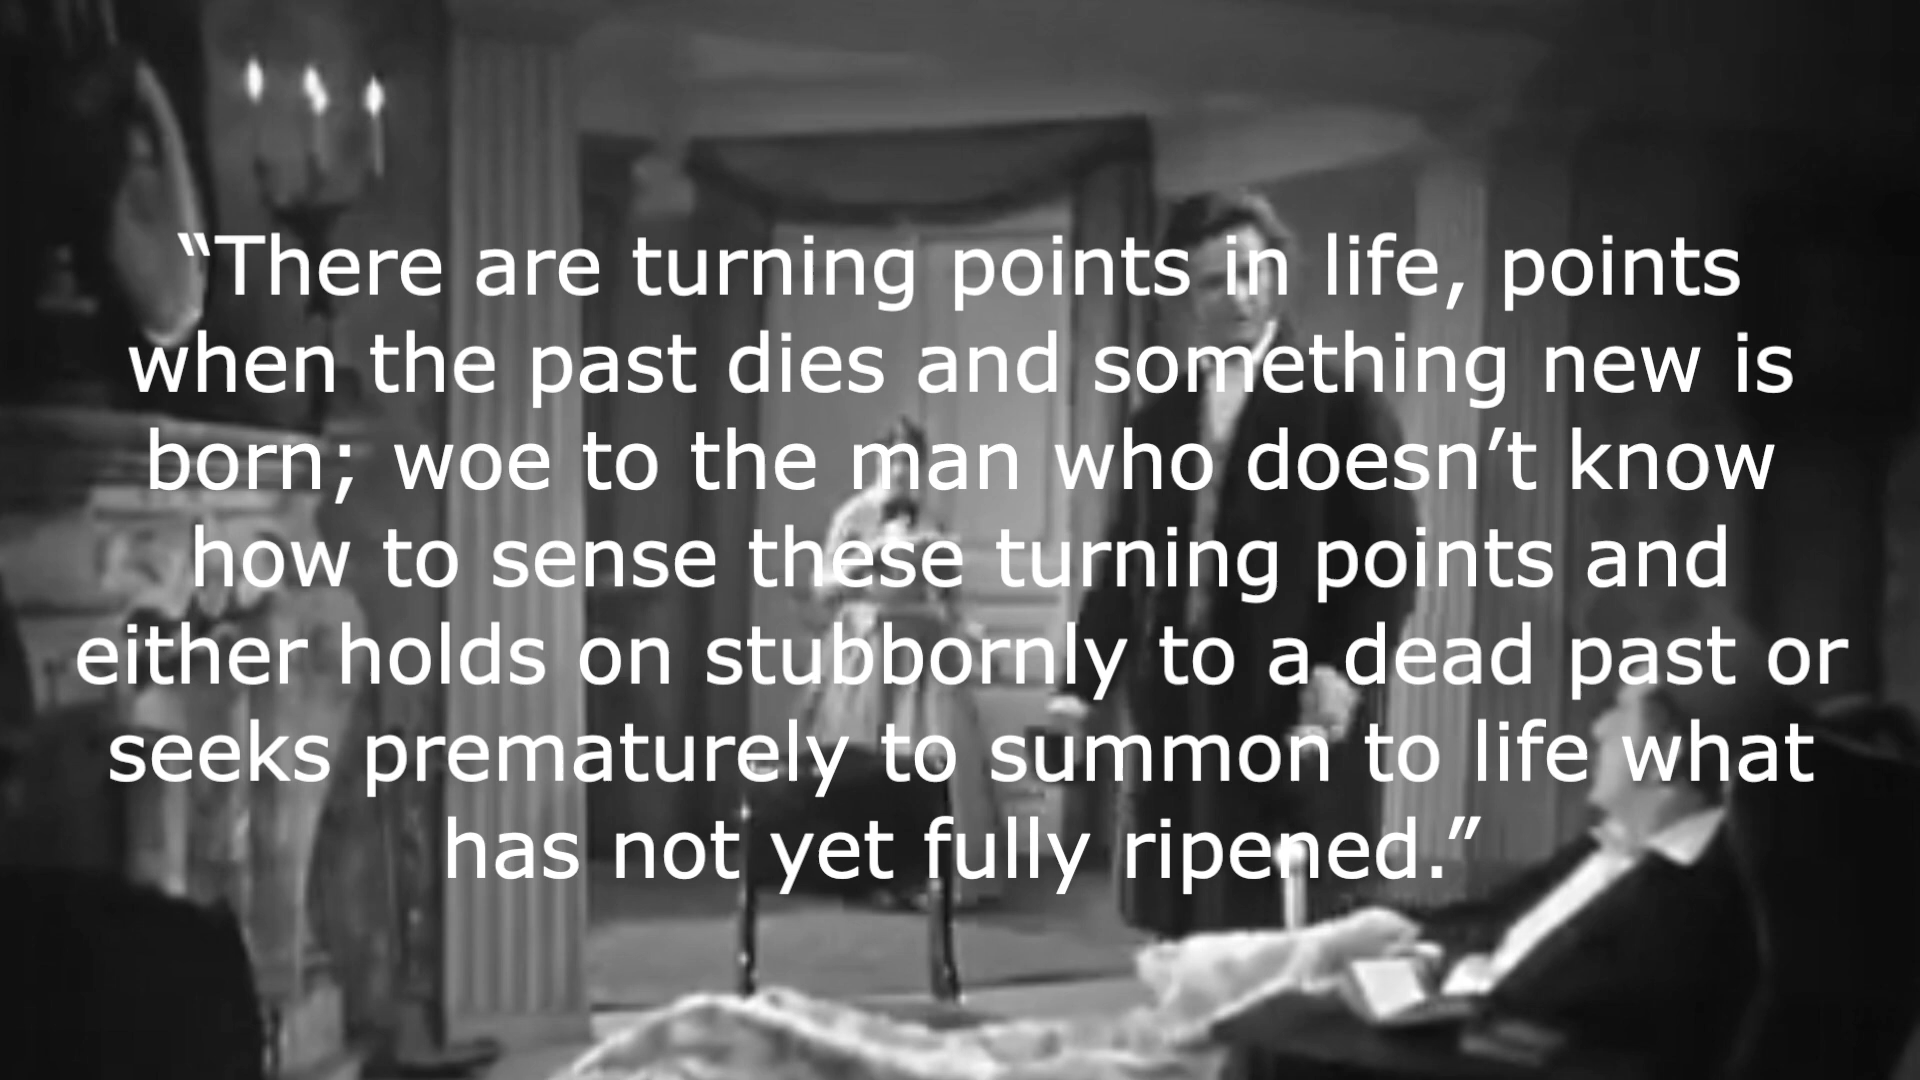 “There are turning points in life, points
when the past dies and something new is
born; woe to the man who doesn’t know
how to sense these turning points and
either holds on stubbornly to a dead past or
seeks prematurely to summon to life what
has not yet fully ripened.”